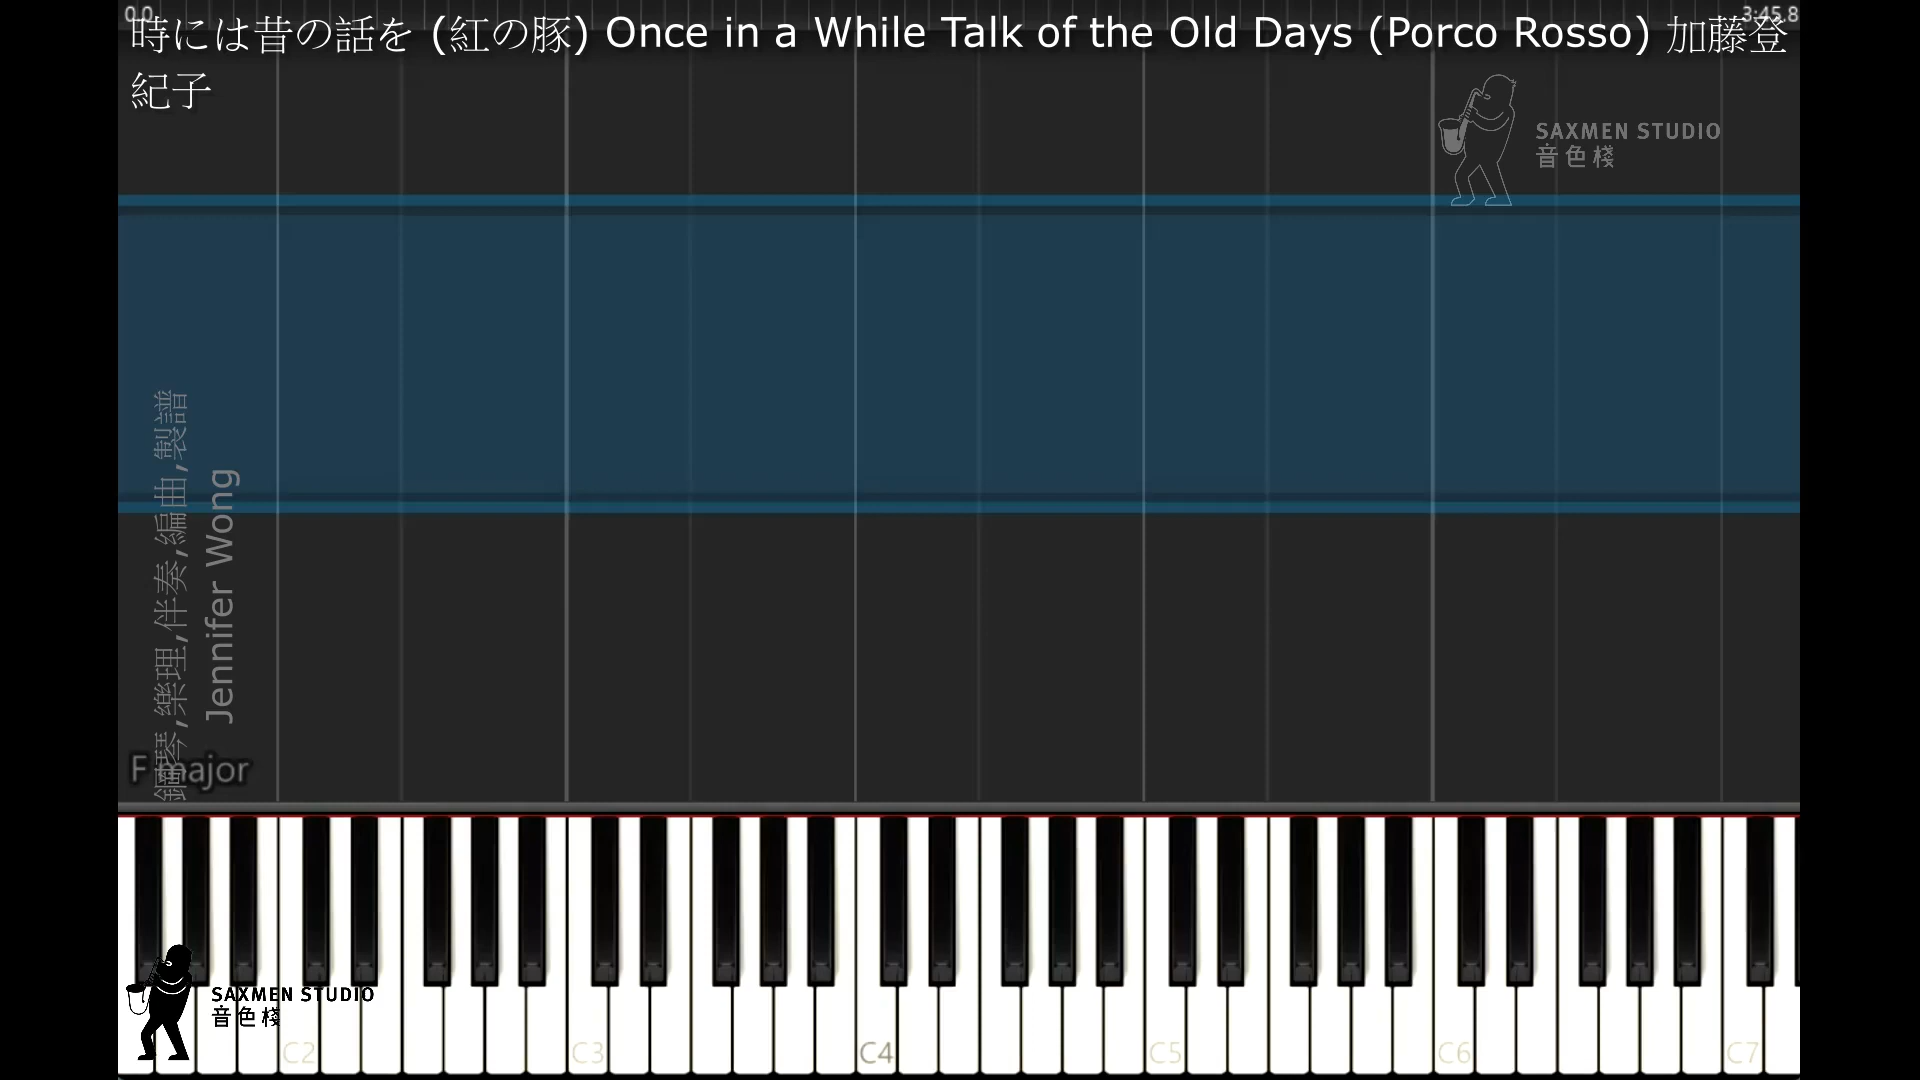 0.0
3:45.8
時には昔の話を (紅の豚) Once in a While Talk of the Old Days (Porco Rosso) 加藤登
紀子
SAXMEN STUDIO
音色棧
鋼琴,樂理,伴奏,編曲,製譜
Jennifer Wong
F major
SAXMEN STUDIO
音色棧
C2
C3
C4
C5
C6
C7